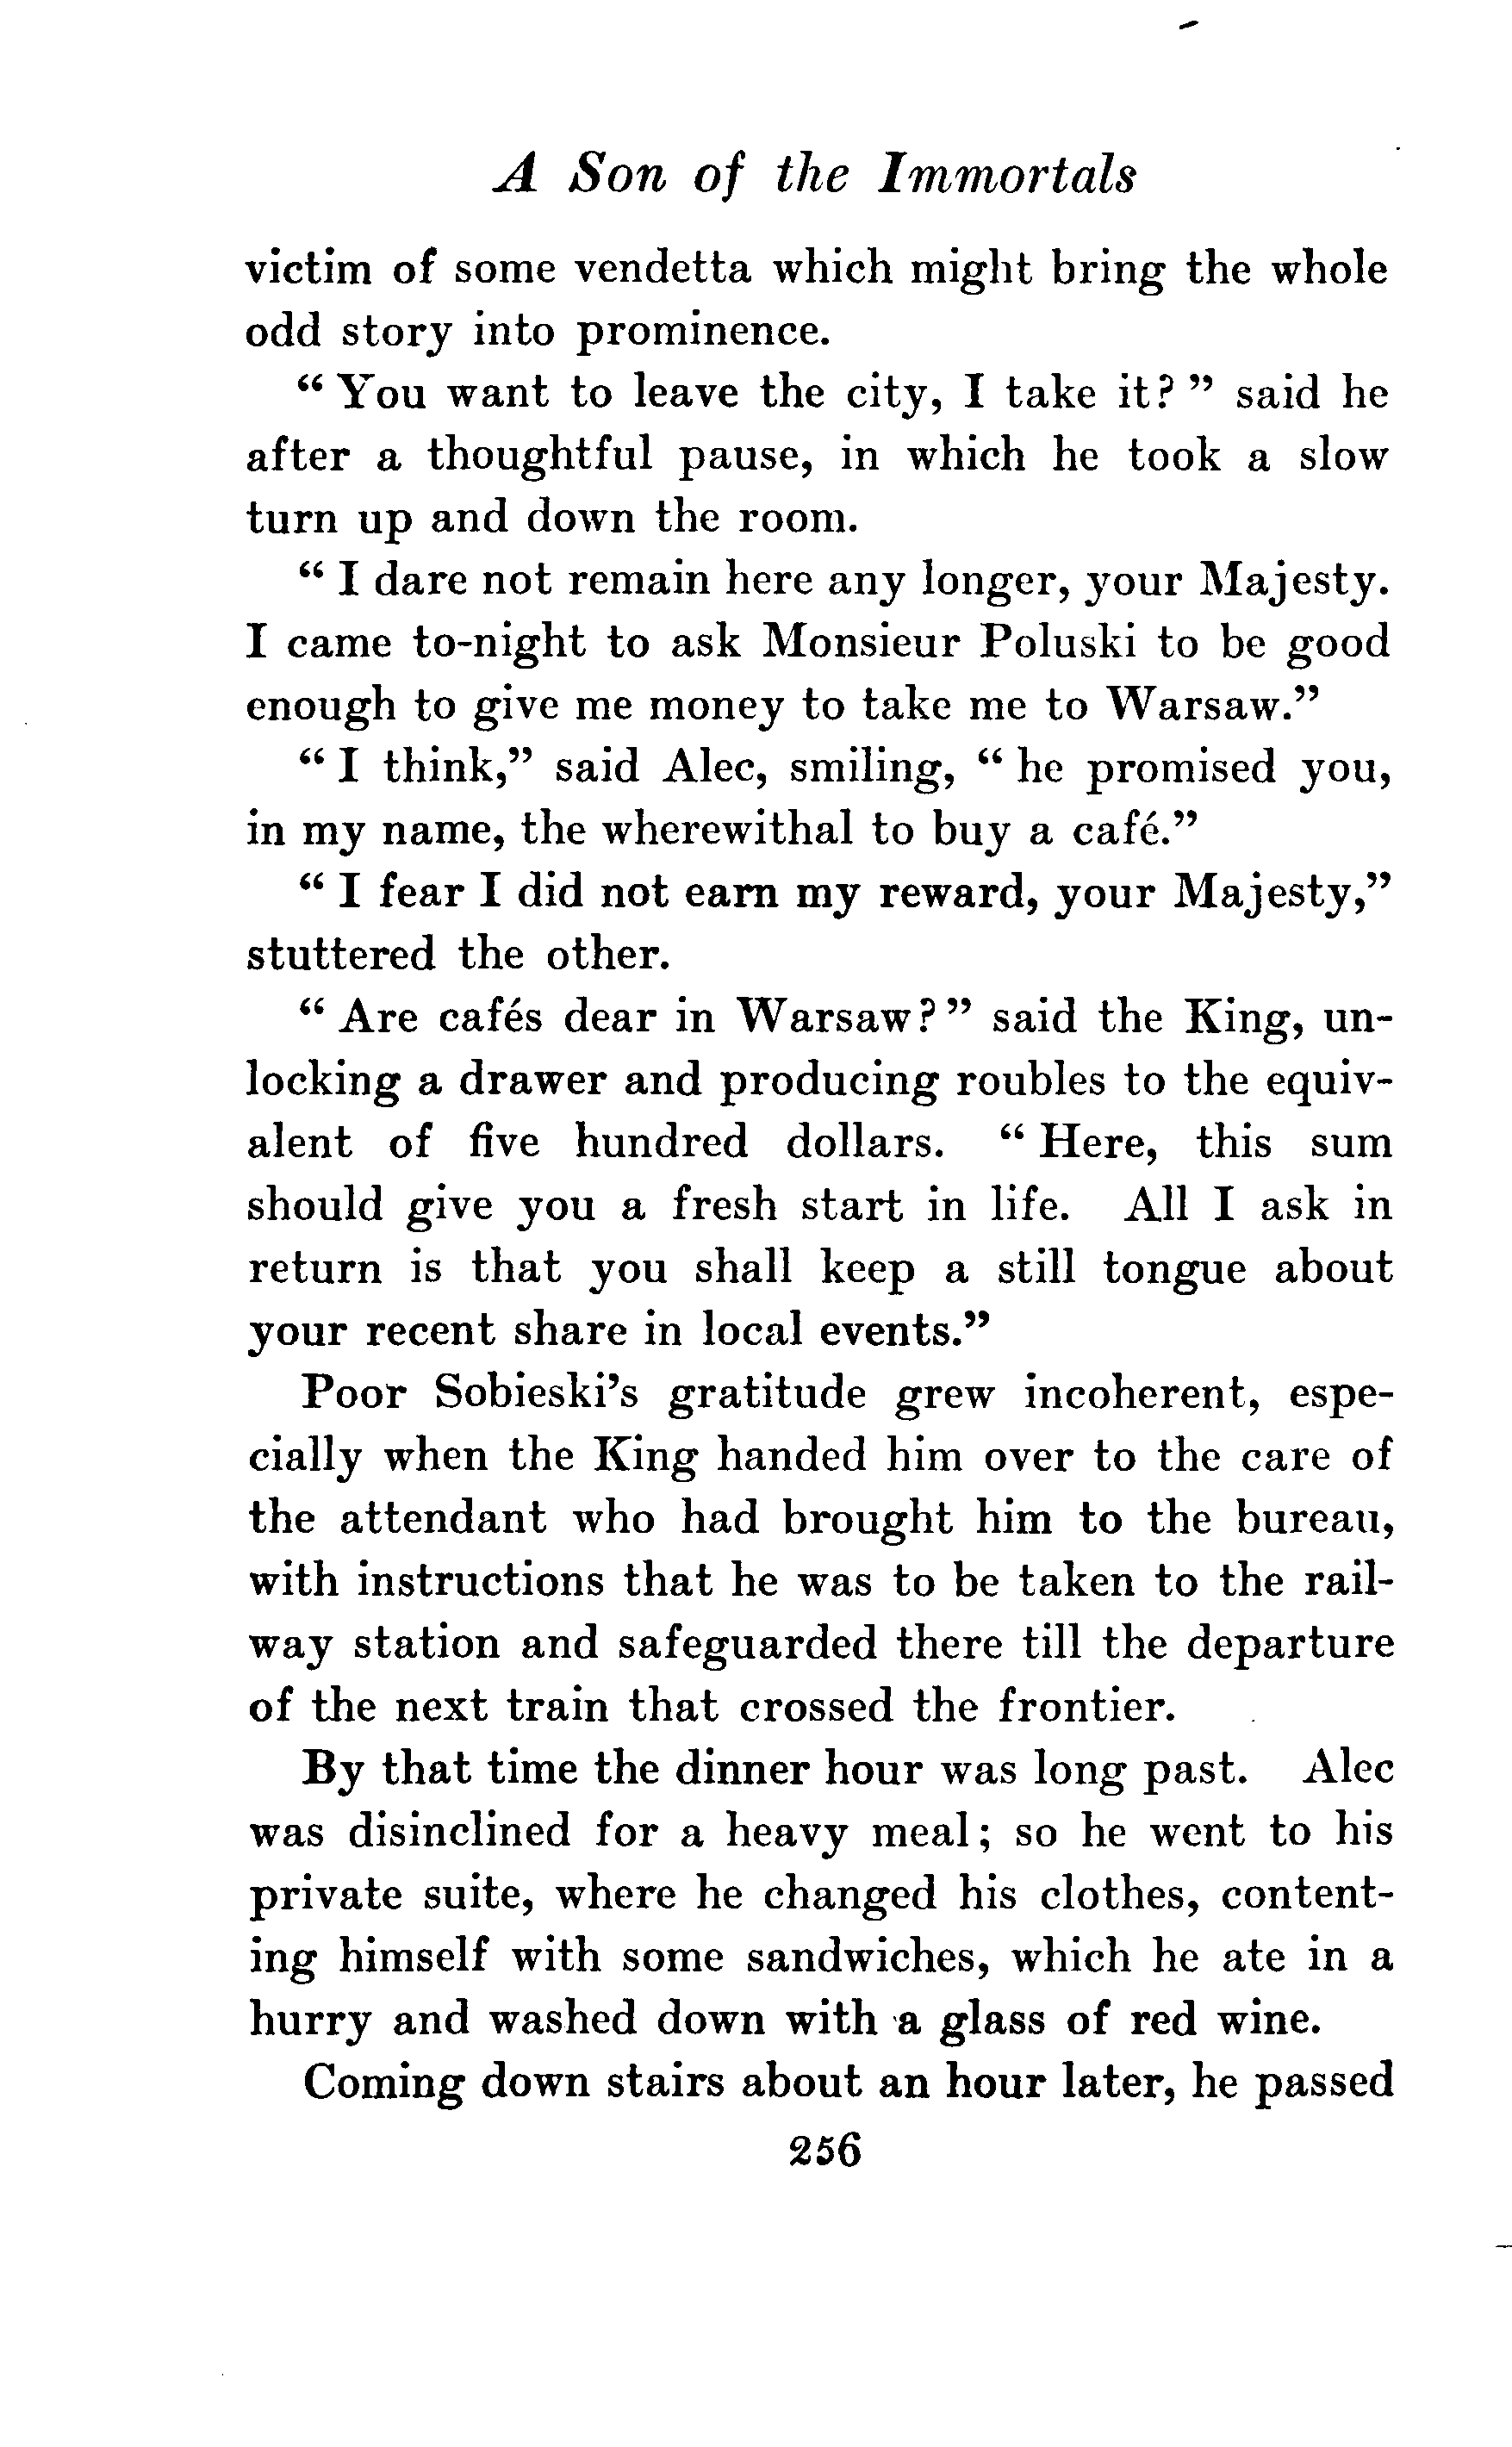 A Son of the Immortals
victim of some vendetta which might bring the whole
odd story into prominence.
“ You want to leave the city, I take it? ” said he
after a thoughtful pause, in which he took a slow
turn up and down the room.
“ I dare not remain here any longer, your Majesty.
I came to-night to ask Monsieur Poluski to be good
enough to give me money to take me to Warsaw.”
“ I think,” said Alec, smiling, “ he promised you,
in my name, the wherewithal to buy a café.”
“ I fear I did not earn my reward, your Majesty,”
stuttered the other.
“ Are cafés dear in Warsaw? ” said the King, un-
locking a drawer and producing roubles to the equiv-
alent of five hundred dollars. “ Here, this sum
should give you a fresh start in life. All I ask in
return is that you shall keep a still tongue about
your recent share in local events.”
Poor Sobieski’s gratitude grew incoherent, espe-
cially when the King handed him over to the care of
the attendant who had brought him to the bureau,
with instructions that he was to be taken to the rail-
way station and safeguarded there till the departure
of the next train that crossed the frontier.
By that time the dinner hour was long past. Alec
was disinclined for a heavy meal; so he went to his
private suite, where he changed his clothes, content-
ing himself with some sandwiches, which he ate in a
hurry and washed down with a glass of red wine.
Coming down stairs about an hour later, he passed
256